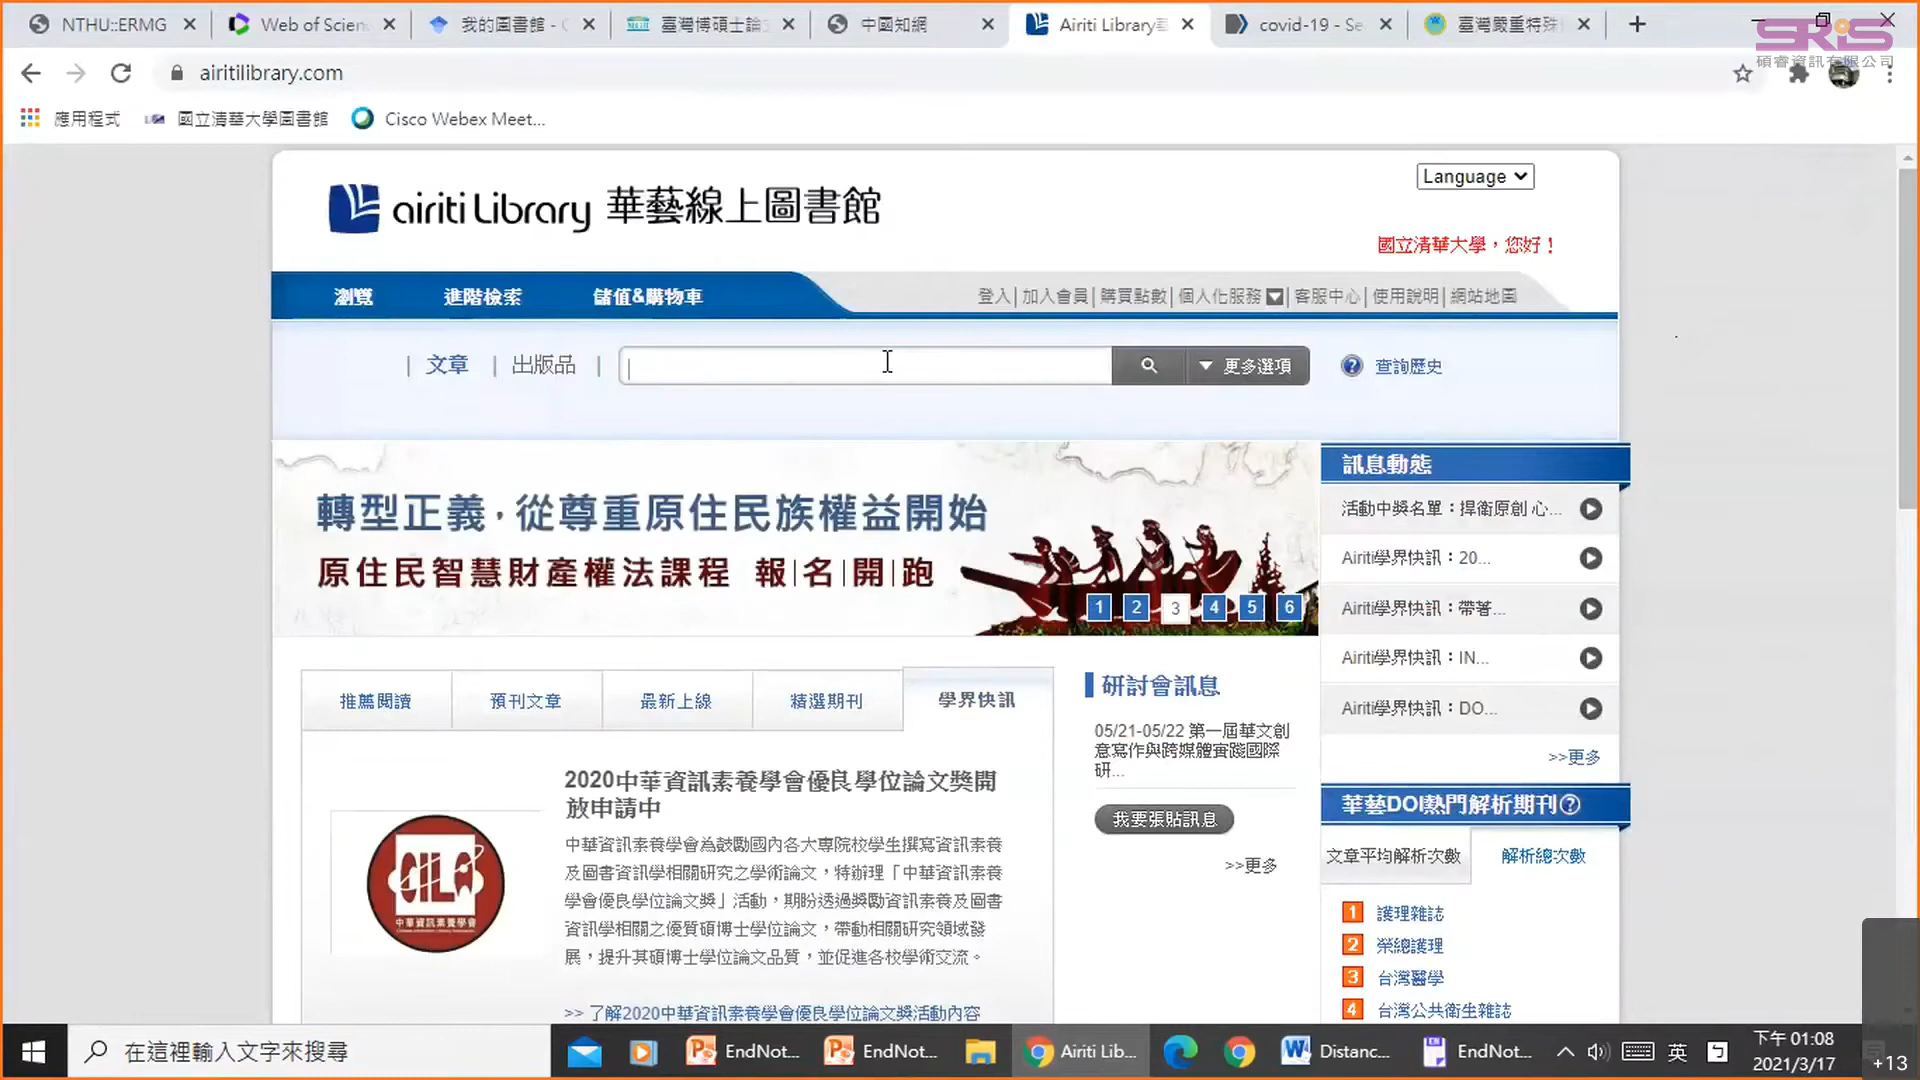 NTHU::ERMG
Web of Scien
我的圖書館 - C
臺灣博碩士論
中國知網
Airiti Library
covid-19 - Se
臺灣嚴重特殊
SRIS
碩睿資訊有限公司
airitilibrary.com
應用程式
國立清華大學圖書館
Cisco Webex Meet...
Language
airiti Library 華藝線上圖書館
國立清華大學，您好！
瀏覽
進階檢索
儲值&購物車
登入|加入會員|購買點數|個人化服務|客服中心|使用說明|網站地圖
| 文章 | 出版品 |
更多選項
查詢歷史
轉型正義，從尊重原住民族權益開始
原住民智慧財產權法課程 報|名|開|跑
1 2 3 4 5 6
訊息動態
活動中獎名單：捍衛原創 心...
Airiti學界快訊：20...
Airiti學界快訊：帶著...
Airiti學界快訊：IN...
Airiti學界快訊：DO...
>>更多
推薦閱讀
預刊文章
最新上線
精選期刊
學界快訊
2020中華資訊素養學會優良學位論文獎開
放申請中
中華資訊素養學會為鼓勵國內各大專院校學生撰寫資訊素養
及圖書資訊學相關研究之學術論文，特辦理「中華資訊素養
學會優良學位論文獎」活動，期盼透過獎勵資訊素養及圖書
資訊學相關之優質碩博士學位論文，帶動相關研究領域發
展，提升其碩博士學位論文品質，並促進各校學術交流。
>> 了解2020中華資訊素養學會優良學位論文獎活動內容
CILA
中華資訊素養學會
研討會訊息
05/21-05/22 第一屆華文創
意寫作與跨媒體實踐國際
研...
我要張貼訊息
>>更多
華藝DOI熱門解析期刊
文章平均解析次數
解析總次數
1 護理雜誌
2 榮總護理
3 台灣醫學
4 台灣公共衛生雜誌
在這裡輸入文字來搜尋
EndNot...
EndNot...
Airiti Lib...
Distanc...
EndNot...
英
ㄅ
下午 01:08
2021/3/17
+13